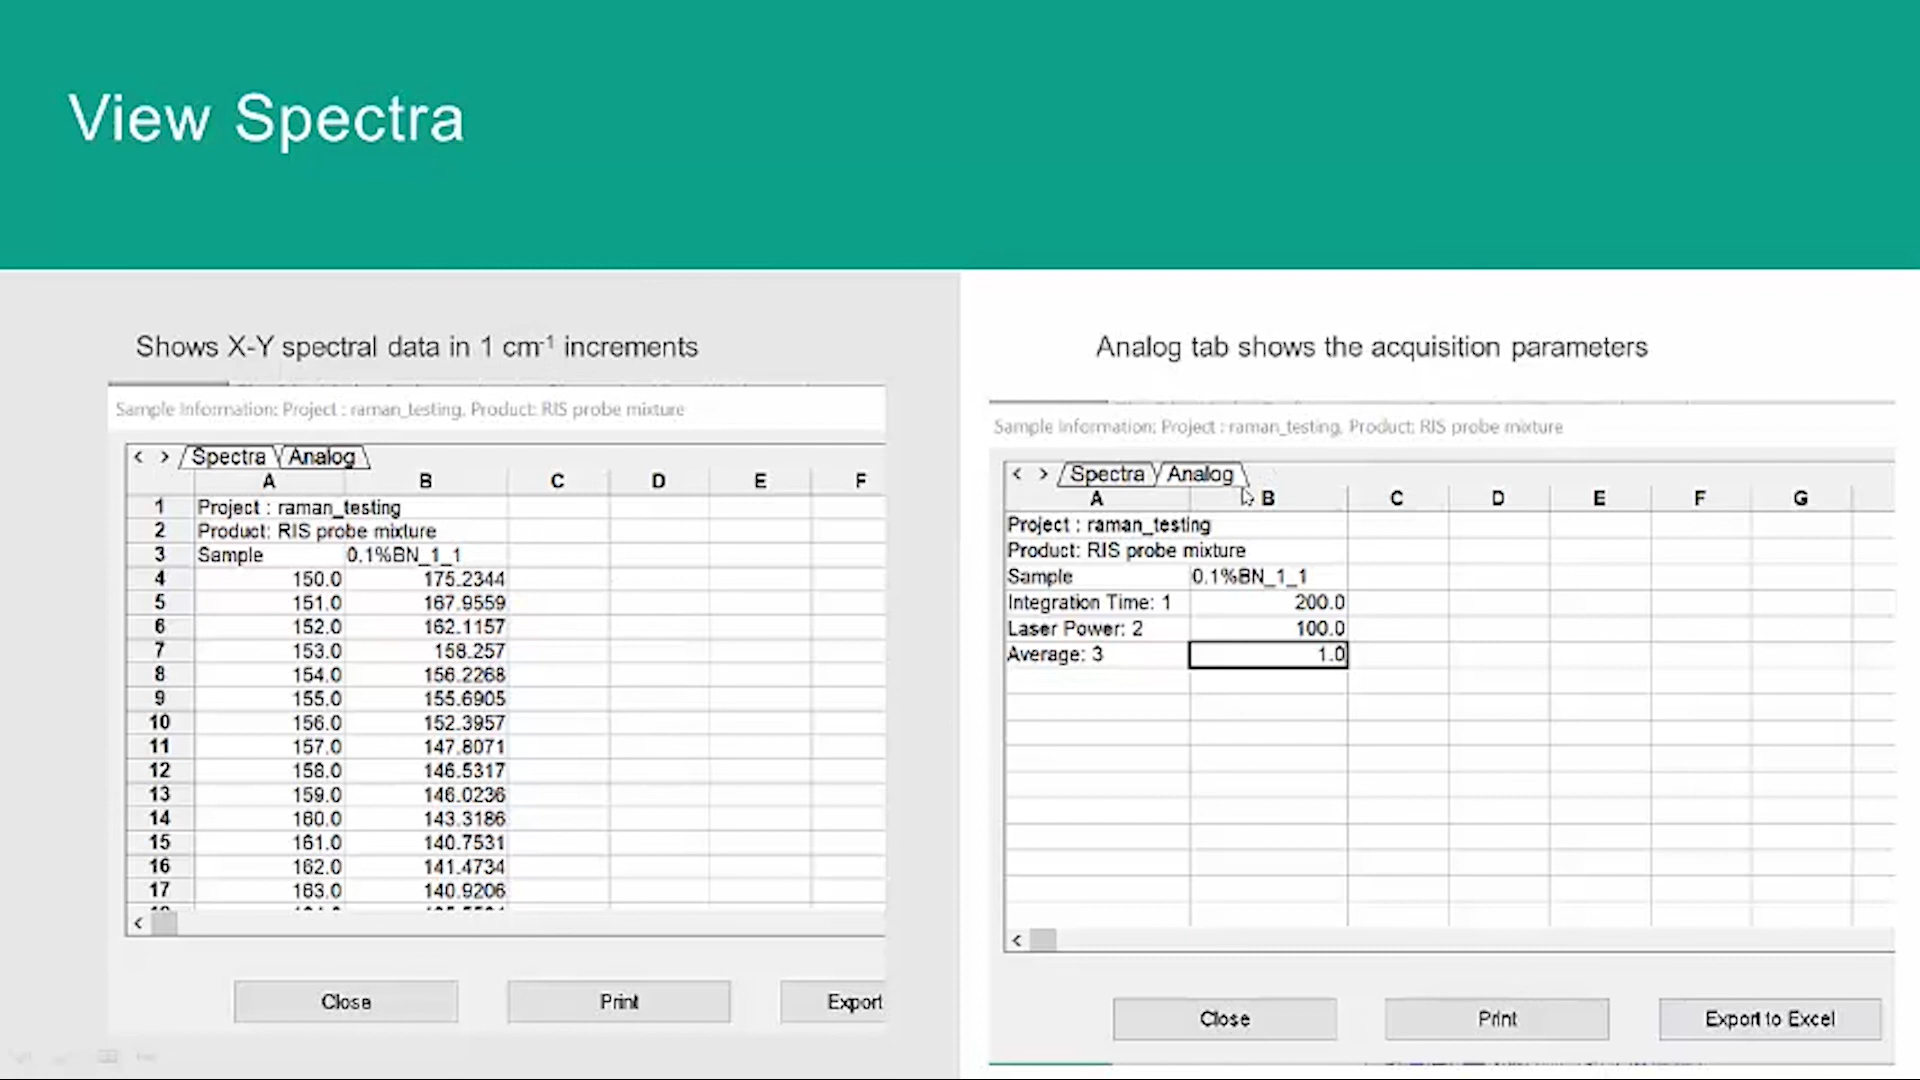 View Spectra
Shows X-Y spectral data in 1 cm-1 increments
Sample Information: Project : raman_testing, Product: RIS probe mixture
< > Spectra Analog
A B C D E F
1 Project : raman_testing
2 Product: RIS probe mixture
3 Sample 0.1%BN_1_1
4 150.0 175.2344
5 151.0 167.9559
6 152.0 162.1157
7 153.0 158.257
8 154.0 156.2268
9 155.0 155.6905
10 156.0 152.3957
11 157.0 147.8071
12 158.0 146.5317
13 159.0 146.0236
14 160.0 143.3186
15 161.0 140.7531
16 162.0 141.4734
17 163.0 140.9206
<
Close Print Export
Analog tab shows the acquisition parameters
Sample Information: Project : raman_testing, Product: RIS probe mixture
< > Spectra Analog
A B C D E F G
Project : raman_testing
Product: RIS probe mixture
Sample 0.1%BN_1_1
Integration Time: 1 200.0
Laser Power: 2 100.0
Average: 3 1.0
<
Close Print Export to Excel